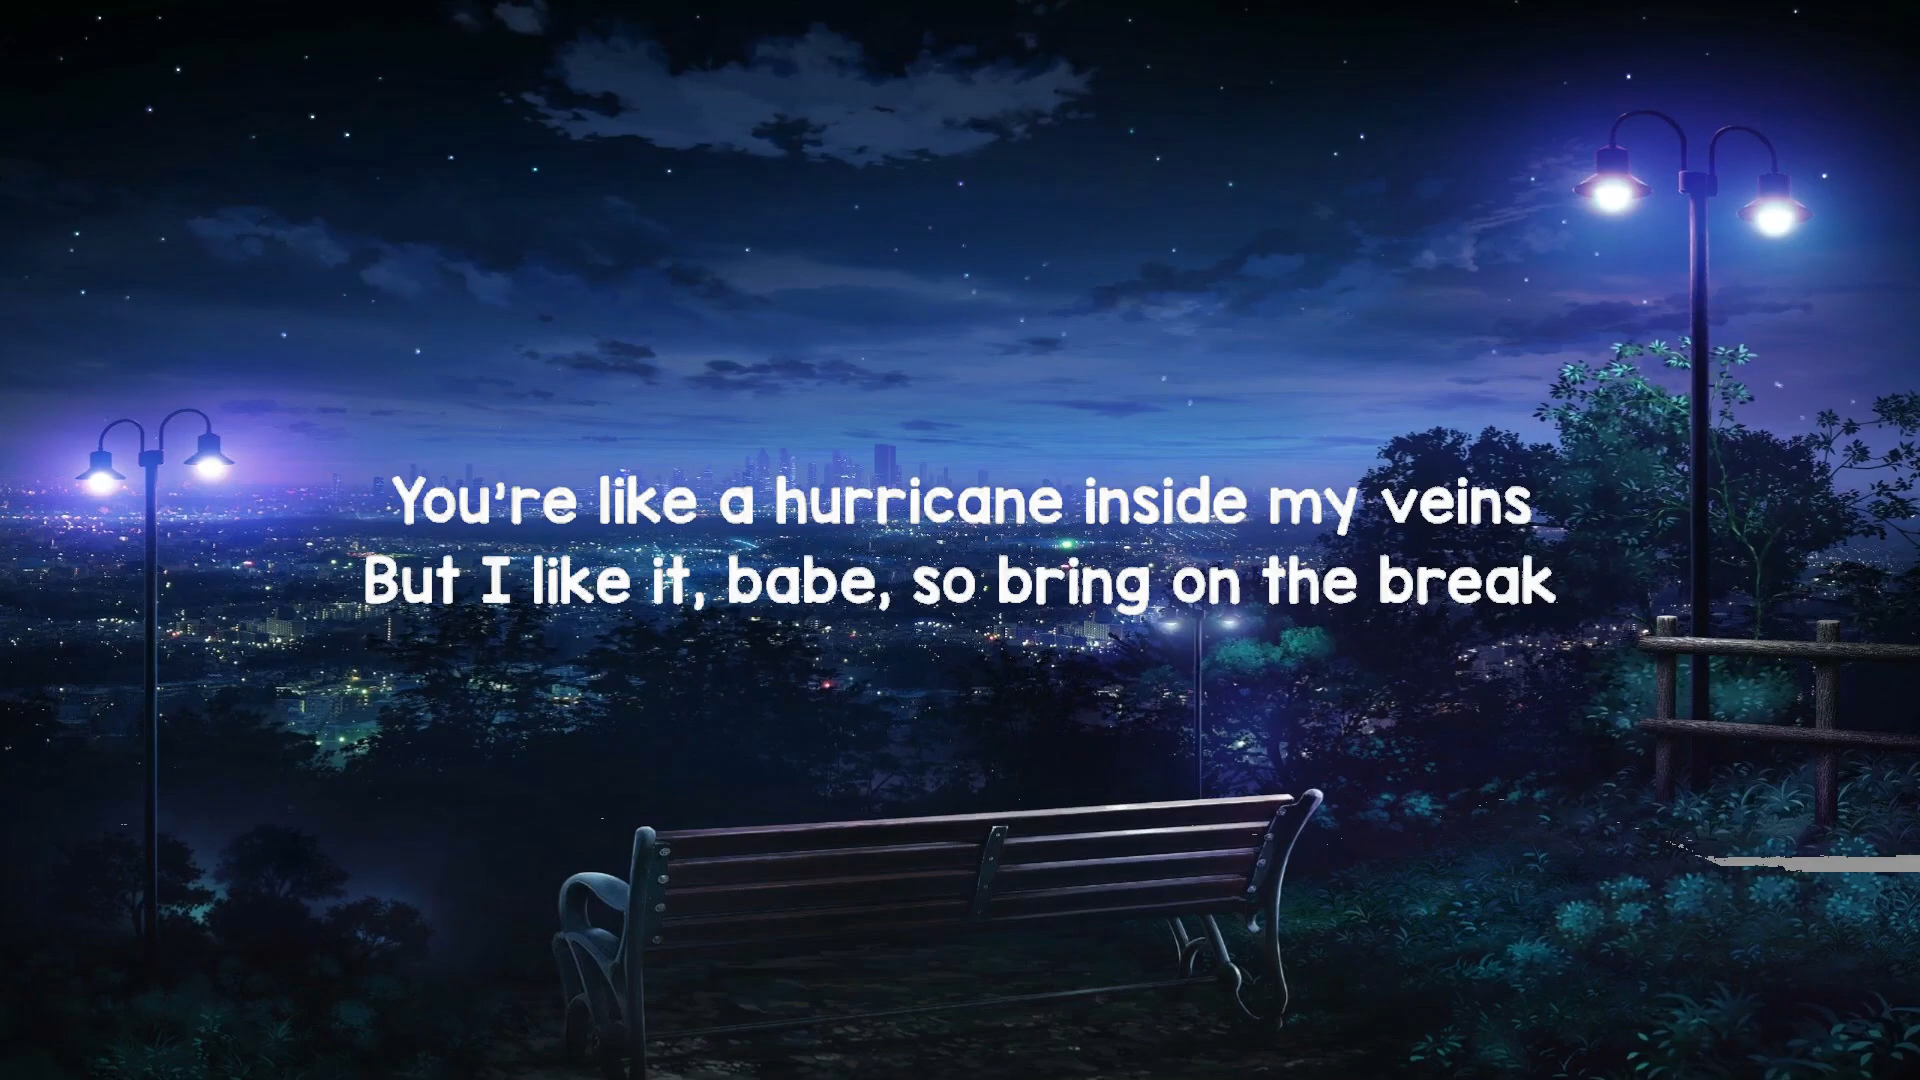 You're like a hurricane inside my veins
But I like it, babe, so bring on the break